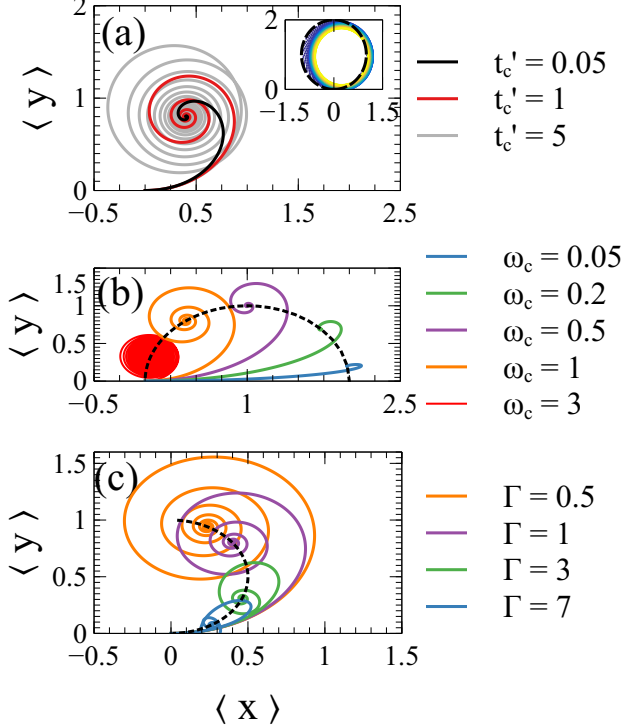 (a)
2
1
0
⟨ y ⟩
−0.5 0.5 1.5 2.5
2
0
−1.5 0 1.5
t_c' = 0.05
t_c' = 1
t_c' = 5
(b)
1.5
1
0.5
0
⟨ y ⟩
−0.5 1 2.5
ω_c = 0.05
ω_c = 0.2
ω_c = 0.5
ω_c = 1
ω_c = 3
(c)
1.5
1
0.5
0
⟨ y ⟩
−0.5 0 0.5 1 1.5
⟨ x ⟩
Γ = 0.5
Γ = 1
Γ = 3
Γ = 7